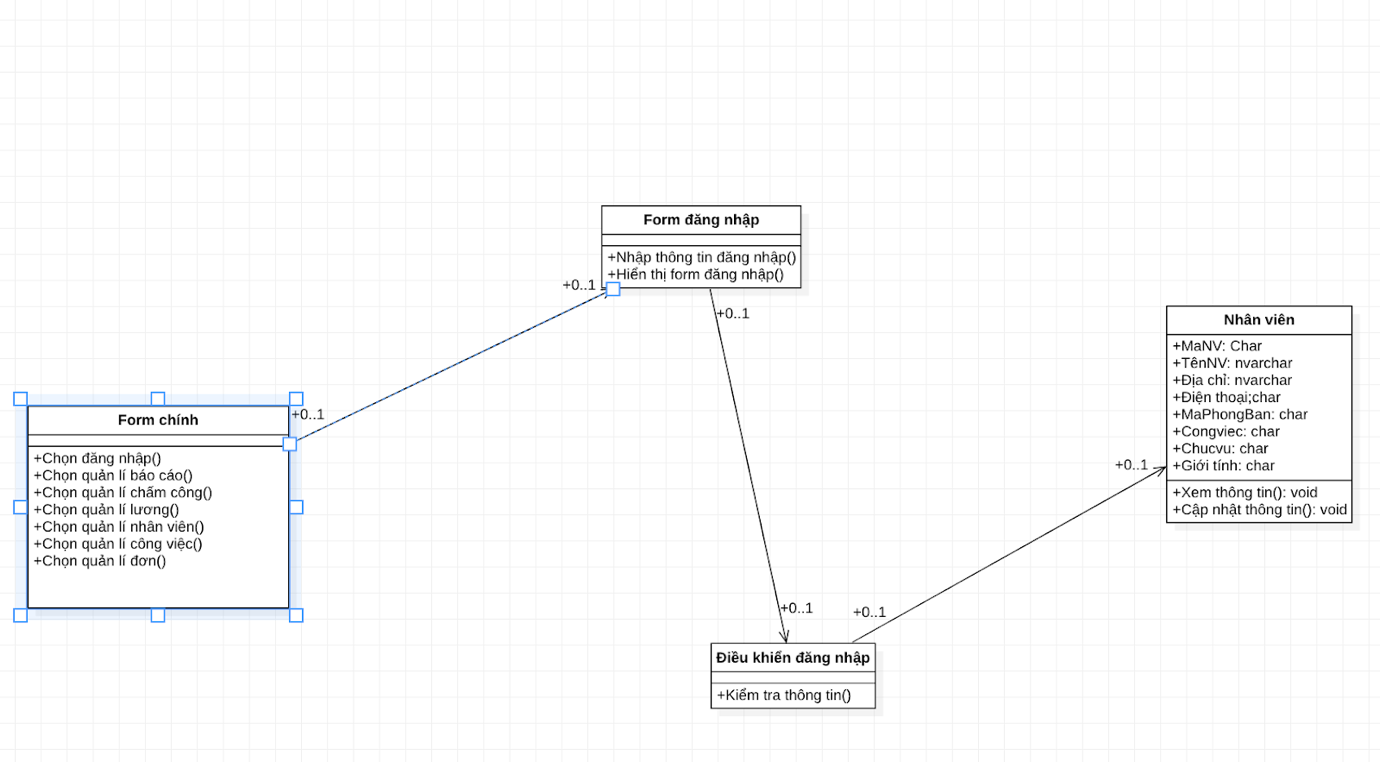 Form đăng nhập
+Nhập thông tin đăng nhập()
+Hiển thị form đăng nhập()
+0..1
+0..1
Nhân viên
+MaNV: Char
+TênNV: nvarchar
+Địa chỉ: nvarchar
+Điện thoại;char
+MaPhongBan: char
+Congviec: char
+Chucvu: char
+Giới tính: char
+Xem thông tin(): void
+Cập nhật thông tin(): void
+0..1
Form chính
+Chọn đăng nhập()
+Chọn quản lí báo cáo()
+Chọn quản lí chấm công()
+Chọn quản lí lương()
+Chọn quản lí nhân viên()
+Chọn quản lí công việc()
+Chọn quản lí đơn()
+0..1
+0..1
+0..1
Điều khiển đăng nhập
+Kiểm tra thông tin()